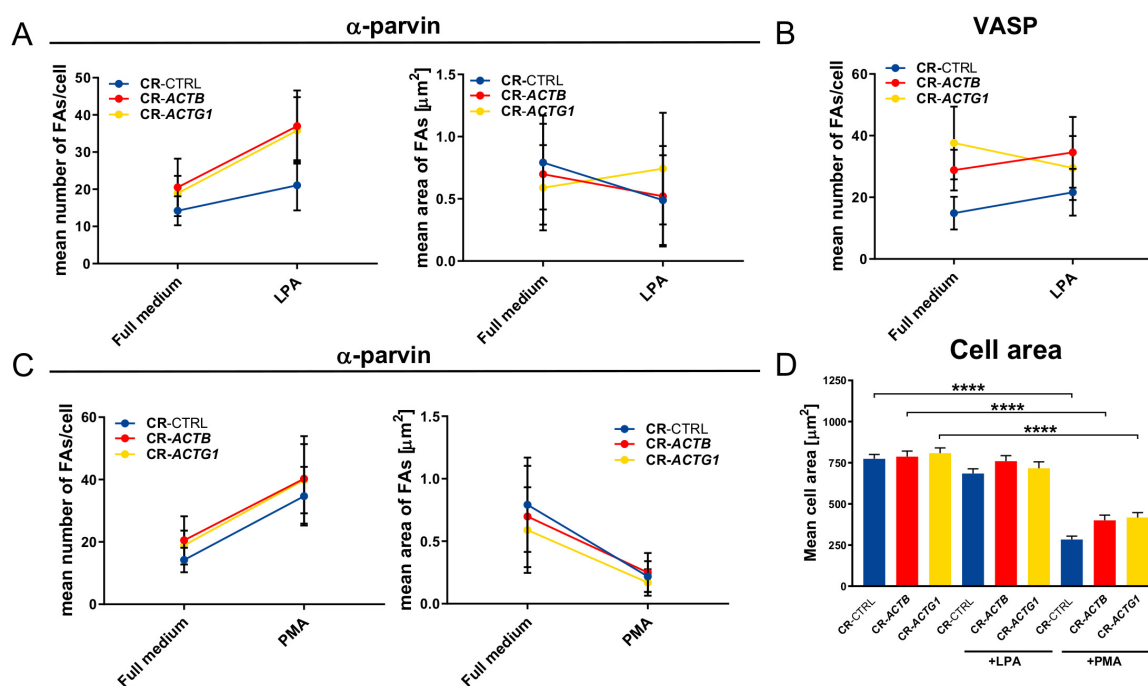 A
α-parvin
mean number of FAs/cell
50
40
30
20
10
0
CR-CTRL
CR-ACTB
CR-ACTG1
Full medium
LPA
mean area of FAs [μm²]
1.5
1.0
0.5
0.0
CR-CTRL
CR-ACTB
CR-ACTG1
Full medium
LPA
B
VASP
mean number of FAs/cell
60
40
20
0
CR-CTRL
CR-ACTB
CR-ACTG1
Full medium
LPA
C
α-parvin
mean number of FAs/cell
60
40
20
0
CR-CTRL
CR-ACTB
CR-ACTG1
Full medium
PMA
mean area of FAs [μm²]
1.5
1.0
0.5
0.0
CR-CTRL
CR-ACTB
CR-ACTG1
Full medium
PMA
D
Cell area
Mean cell area [μm²]
1250
1000
750
500
250
0
****
****
****
CR-CTRL
CR-ACTB
CR-ACTG1
CR-CTRL
CR-ACTB
CR-ACTG1
CR-CTRL
CR-ACTB
CR-ACTG1
+LPA
+PMA